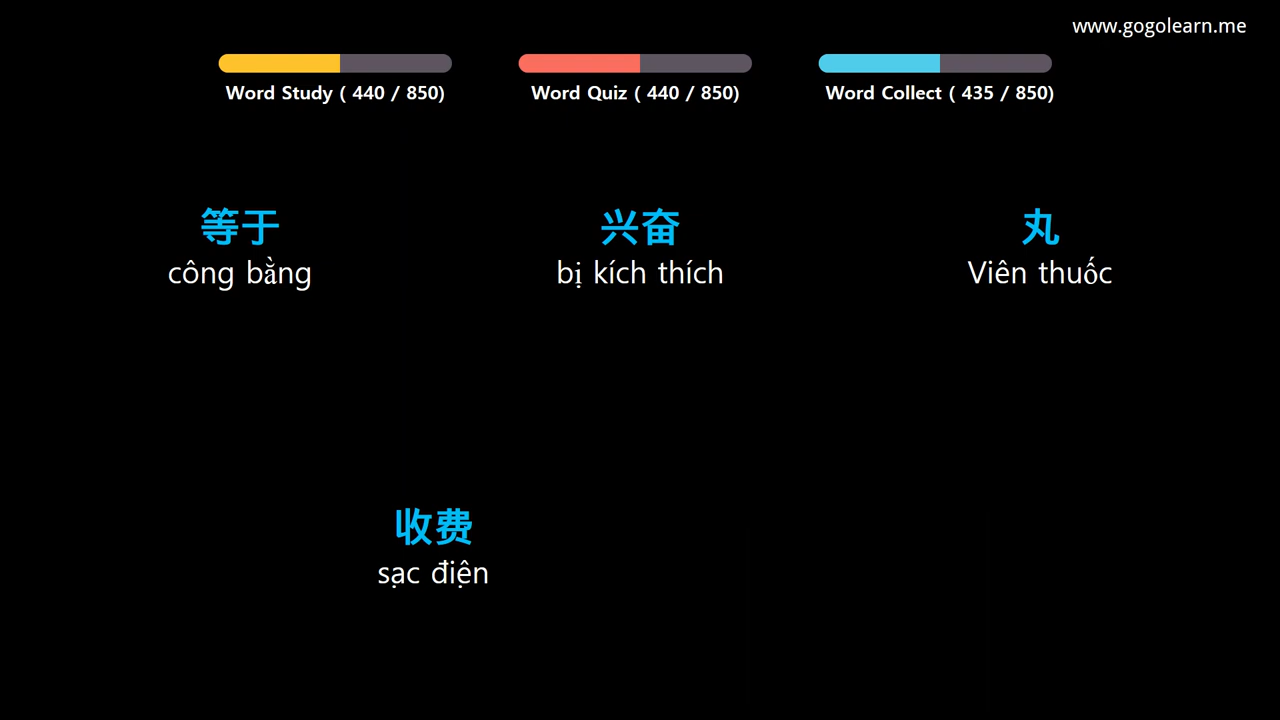 www.gogolearn.me
Word Study ( 440 / 850)
Word Quiz ( 440 / 850)
Word Collect ( 435 / 850)
等于
công bằng
兴奋
bị kích thích
丸
Viên thuốc
收费
sạc điện